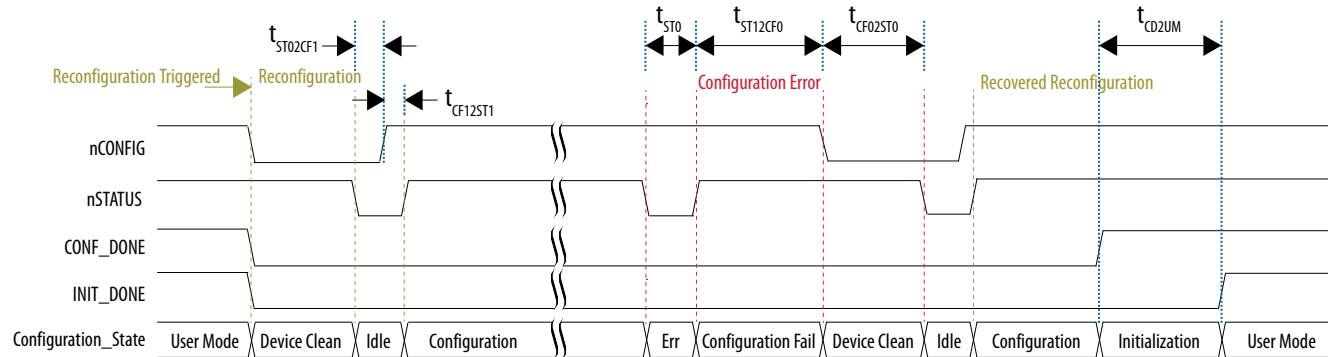 tST02CF1
tST0
tST12CF0
tCF02ST0
tCD2UM
Reconfiguration Triggered
Reconfiguration
Configuration Error
Recovered Reconfiguration
tCF12ST1
nCONFIG
nSTATUS
CONF_DONE
INIT_DONE
Configuration_State User Mode Device Clean Idle Configuration Err Configuration Fail Device Clean Idle Configuration Initialization User Mode